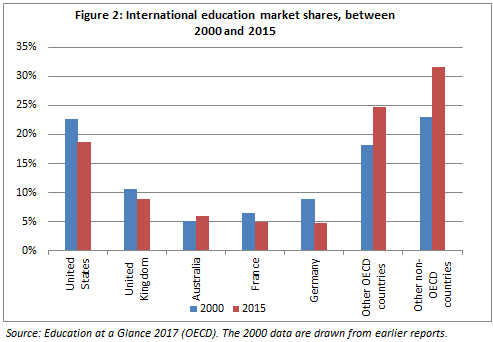 Figure 2: International education market shares, between
2000 and 2015
35%
30%
25%
20%
15%
10%
5%
0%
United
States
United
Kingdom
Australia
France
Germany
Other OECD
countries
Other non-
OECD
countries
2000 2015
Source: Education at a Glance 2017 (OECD). The 2000 data are drawn from earlier reports.